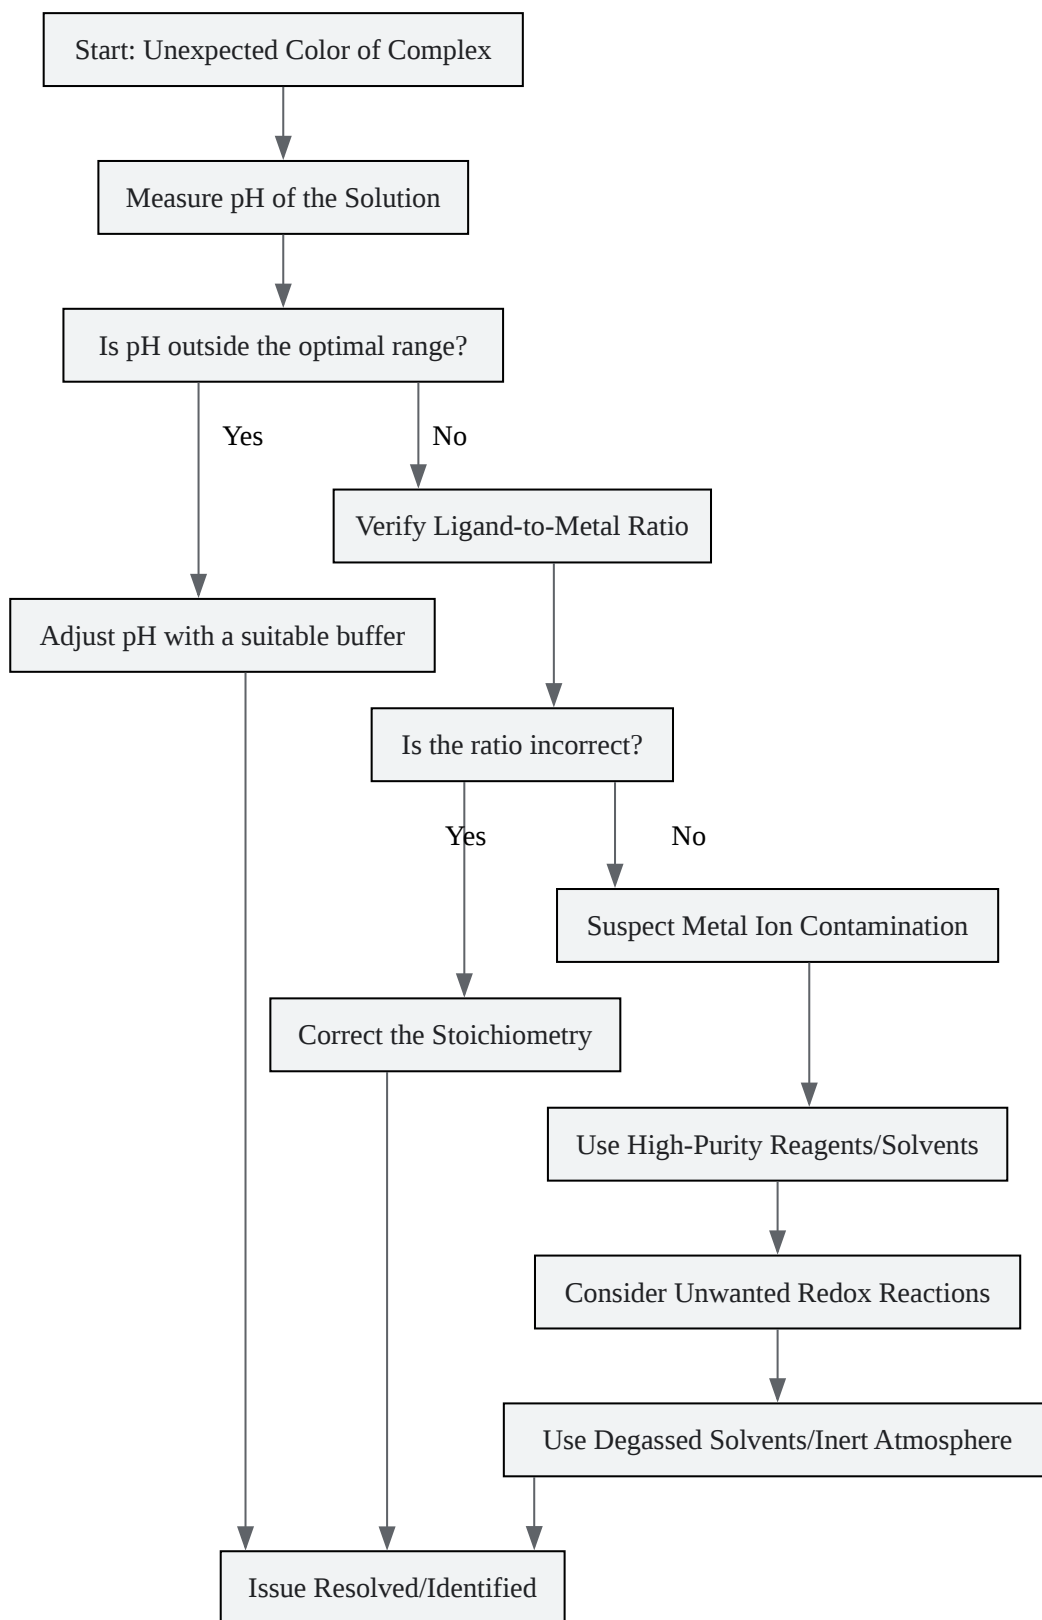 Start: Unexpected Color of Complex
Measure pH of the Solution
Is pH outside the optimal range?
Yes
No
Verify Ligand-to-Metal Ratio
Adjust pH with a suitable buffer
Is the ratio incorrect?
Yes
No
Suspect Metal Ion Contamination
Correct the Stoichiometry
Use High-Purity Reagents/Solvents
Consider Unwanted Redox Reactions
Use Degassed Solvents/Inert Atmosphere
Issue Resolved/Identified